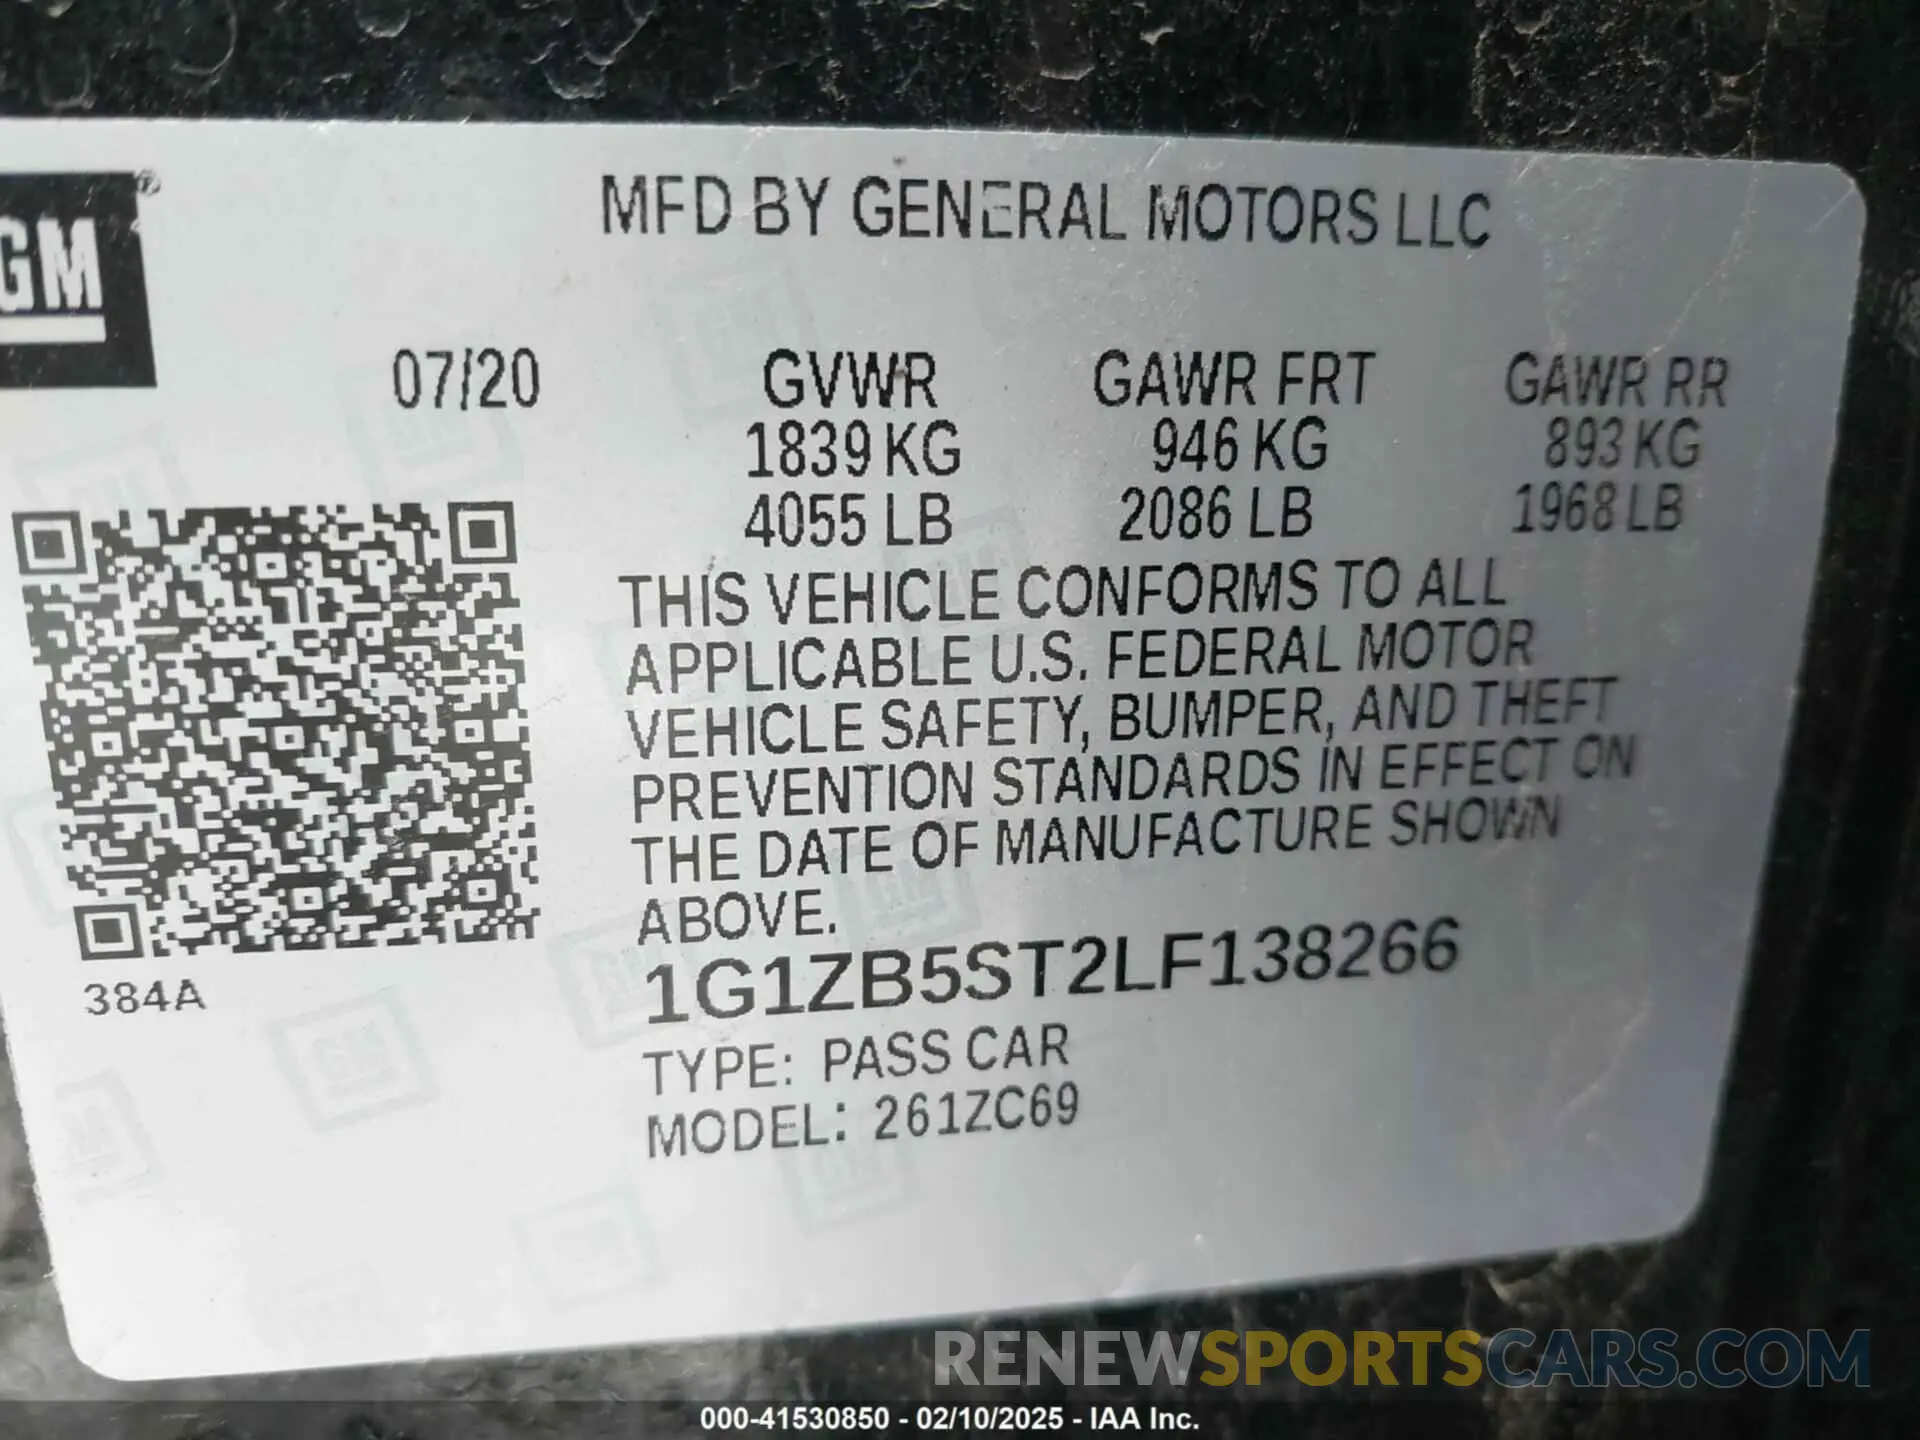 GM
®
MFD BY GENERAL MOTORS LLC
07/20 GVWR GAWR FRT GAWR RR
1839 KG 946 KG 893 KG
4055 LB 2086 LB 1968 LB
THIS VEHICLE CONFORMS TO ALL
APPLICABLE U.S. FEDERAL MOTOR
VEHICLE SAFETY, BUMPER, AND THEFT
PREVENTION STANDARDS IN EFFECT ON
THE DATE OF MANUFACTURE SHOWN
ABOVE.
384A
1G1ZB5ST2LF138266
TYPE: PASS CAR
MODEL: 261ZC69
RENEWSPORTSCARS.COM
000-41530850 - 02/10/2025 - IAA Inc.